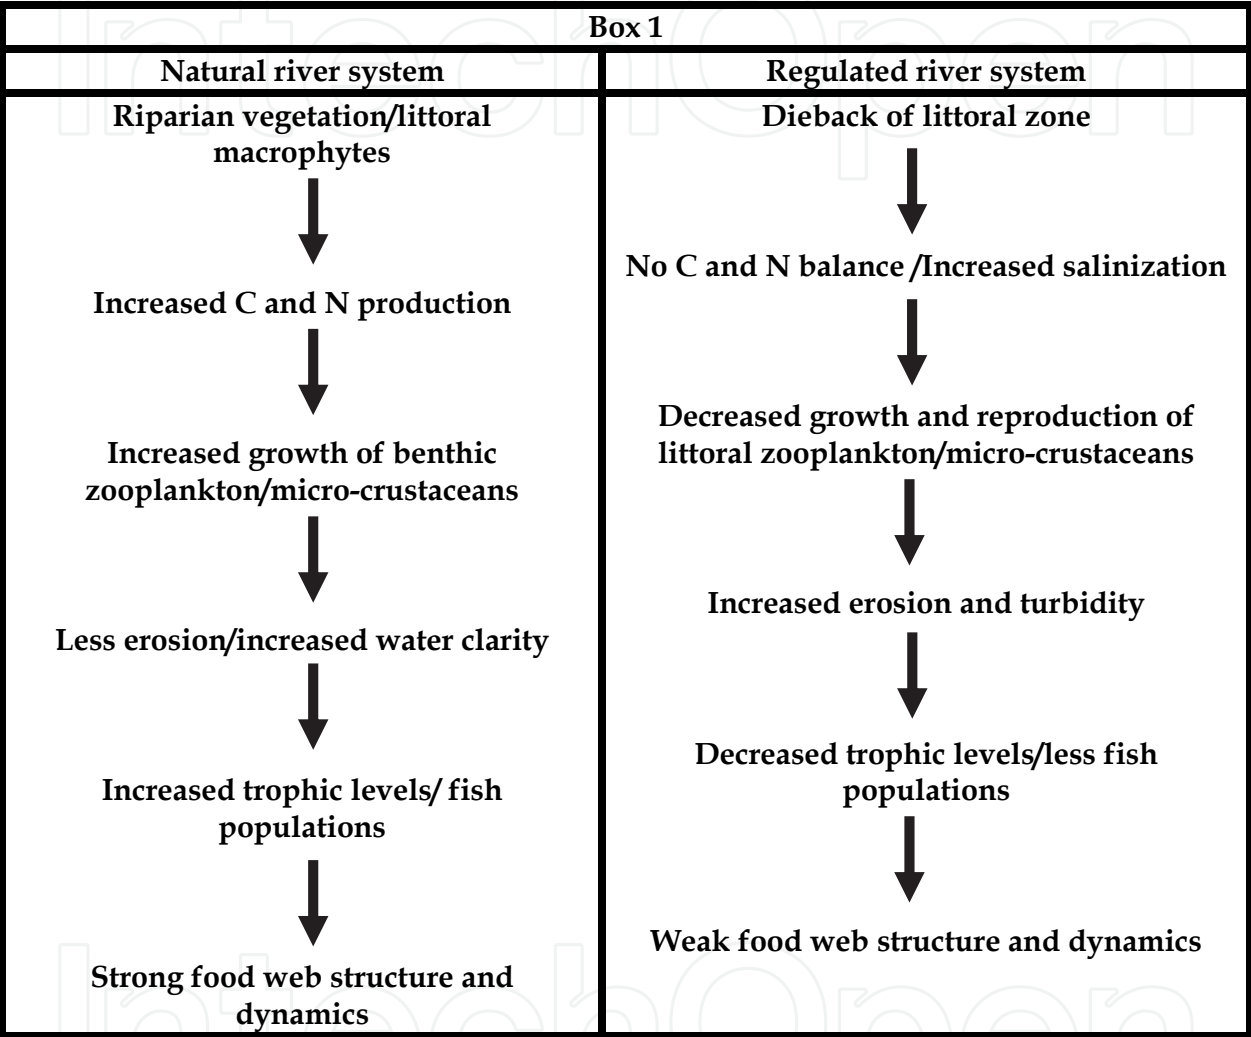 Box 1
Natural river system
Regulated river system
Riparian vegetation/littoral
macrophytes
Increased C and N production
Increased growth of benthic
zooplankton/micro-crustaceans
Less erosion/increased water clarity
Increased trophic levels/ fish
populations
Strong food web structure and
dynamics
Dieback of littoral zone
No C and N balance /Increased salinization
Decreased growth and reproduction of
littoral zooplankton/micro-crustaceans
Increased erosion and turbidity
Decreased trophic levels/less fish
populations
Weak food web structure and dynamics
IntechOpen
IntechOpen